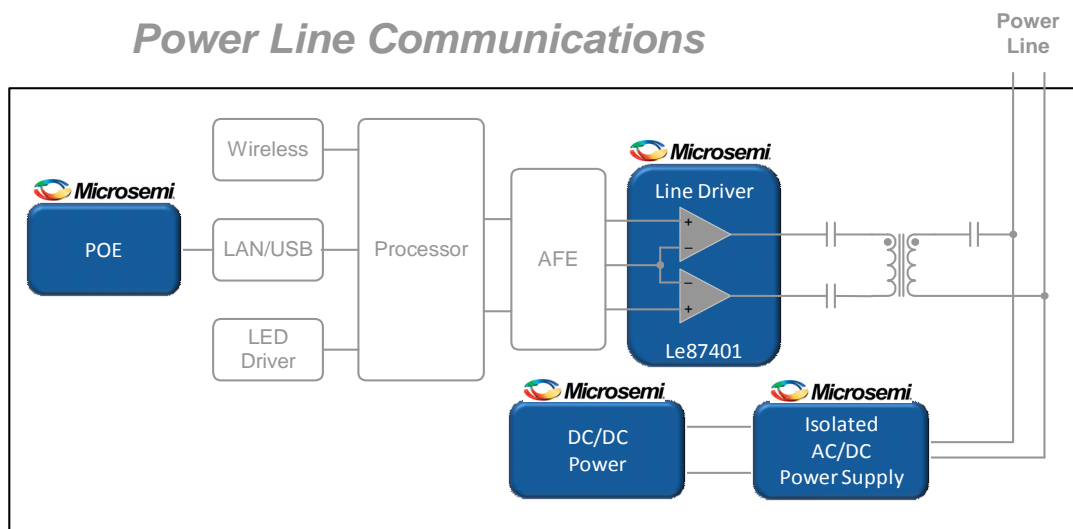 Power Line Communications
Power
Line
Wireless
Microsemi
POE
LAN/USB
LED
Driver
Processor
AFE
Microsemi
Line Driver
+
−
−
+
Le87401
Microsemi
DC/DC
Power
Microsemi
Isolated
AC/DC
Power Supply